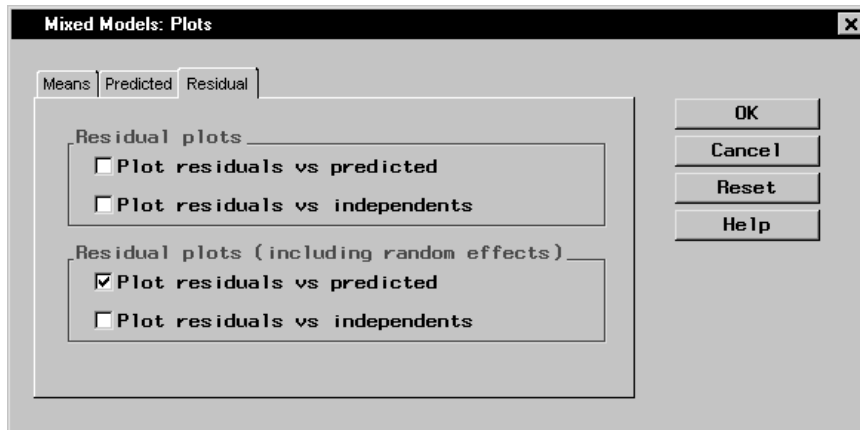 Mixed Models: Plots
Means Predicted Residual
Residual plots
Plot residuals vs predicted
Plot residuals vs independents
Residual plots (including random effects)
Plot residuals vs predicted
Plot residuals vs independents
OK
Cancel
Reset
Help